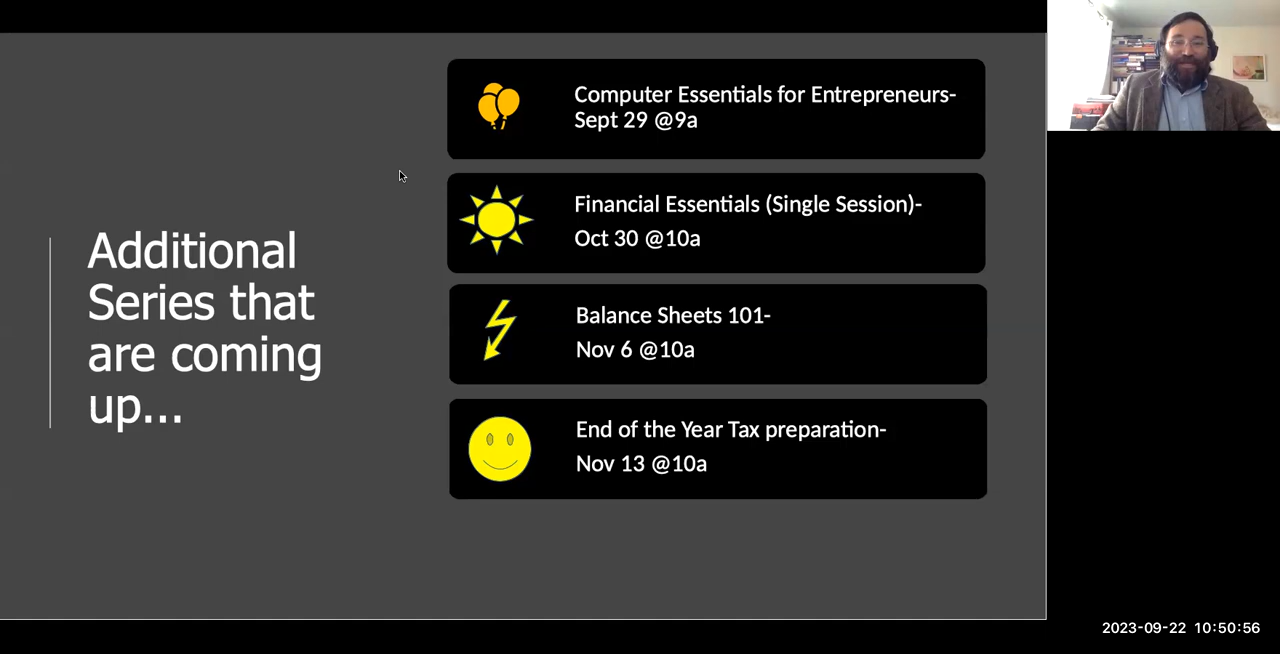 Additional
Series that
are coming
up...
Computer Essentials for Entrepreneurs-
Sept 29 @9a
Financial Essentials (Single Session)-
Oct 30 @10a
Balance Sheets 101-
Nov 6 @10a
End of the Year Tax preparation-
Nov 13 @10a
2023-09-22 10:50:56